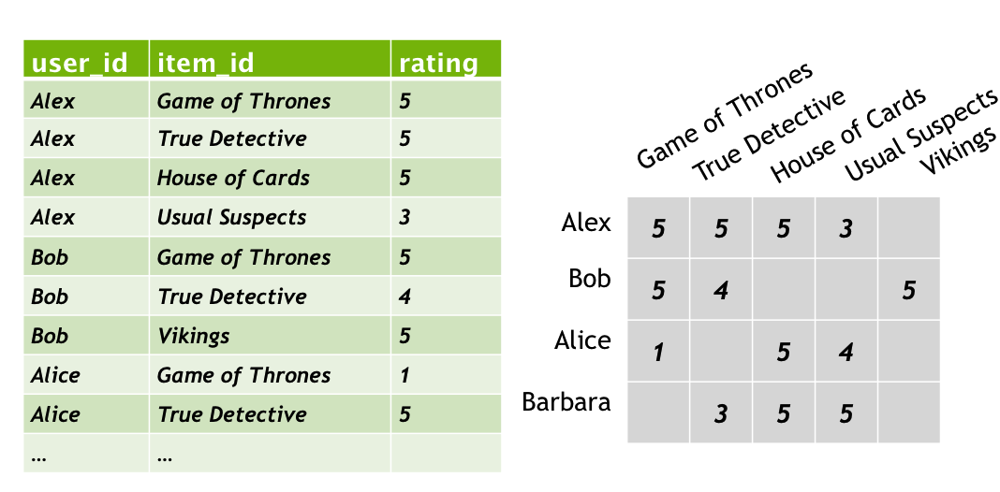 user_id item_id rating
Alex Game of Thrones 5
Alex True Detective 5
Alex House of Cards 5
Alex Usual Suspects 3
Bob Game of Thrones 5
Bob True Detective 4
Bob Vikings 5
Alice Game of Thrones 1
Alice True Detective 5
... ...
Game of Thrones
True Detective
House of Cards
Usual Suspects
Vikings
Alex 5 5 5 3
Bob 5 4 5
Alice 1 5 4
Barbara 3 5 5